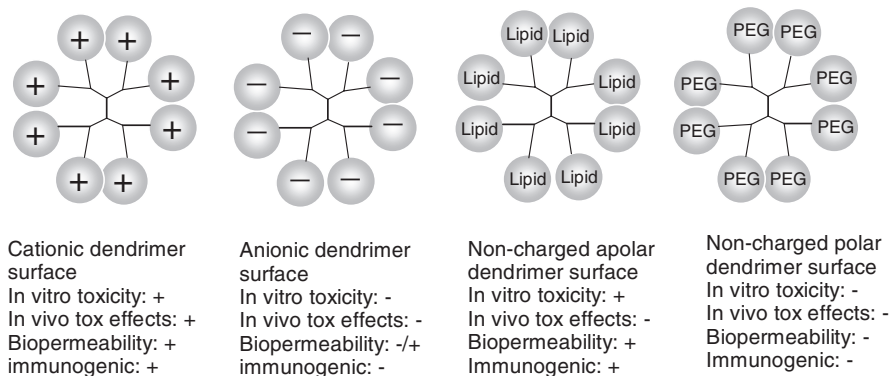 + +
+ +
+ +
+ +
Cationic dendrimer
surface
In vitro toxicity: +
In vivo tox effects: +
Biopermeability: +
immunogenic: +
− −
− −
− −
− −
Anionic dendrimer
surface
In vitro toxicity: -
In vivo tox effects: -
Biopermeability: -/+
immunogenic: -
Lipid Lipid
Lipid Lipid
Lipid Lipid
Lipid Lipid
Non-charged apolar
dendrimer surface
In vitro toxicity: +
In vivo tox effects: -
Biopermeability: +
Immunogenic: +
PEG PEG
PEG PEG
PEG PEG
PEG PEG
Non-charged polar
dendrimer surface
In vitro toxicity: -
In vivo tox effects: -
Biopermeability: -
Immunogenic: -